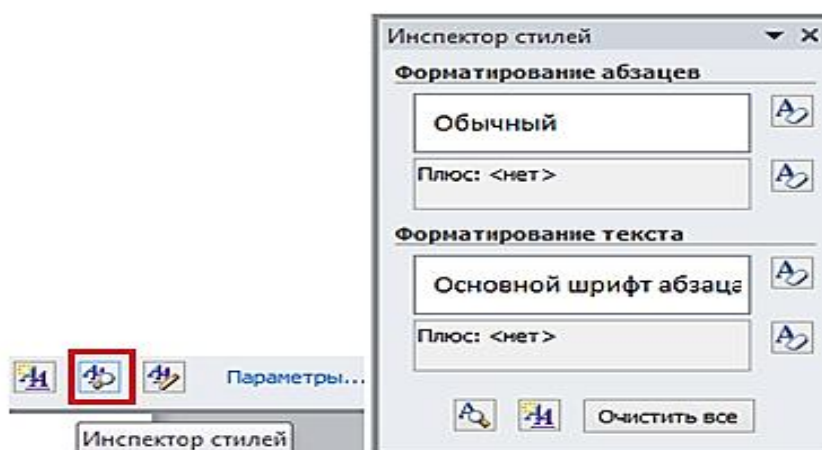 Инспектор стилей
Форматирование абзацев
Обычный
Плюс: <нет>
Форматирование текста
Основной шрифт абзаца
Плюс: <нет>
Очистить все
Параметры...
Инспектор стилей